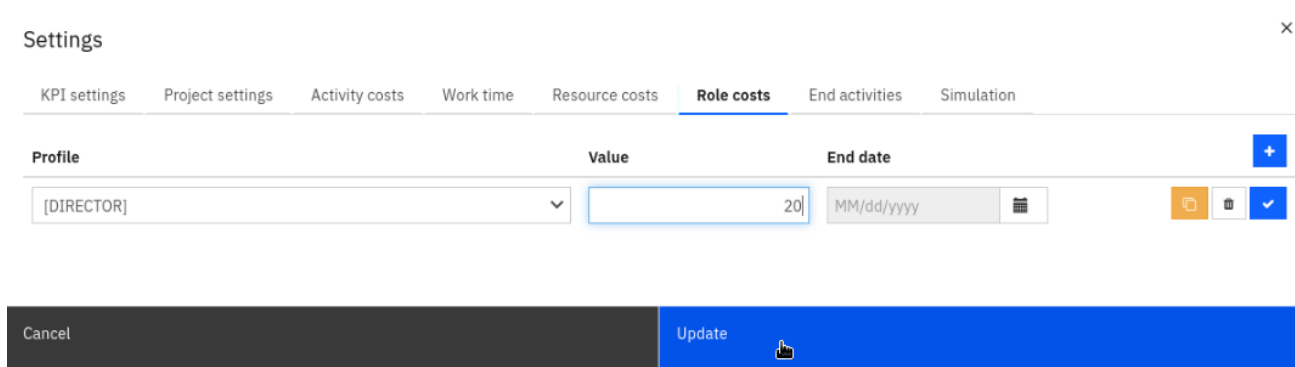 Settings
KPI settings Project settings Activity costs Work time Resource costs Role costs End activities Simulation
Profile Value End date
[DIRECTOR] 20 MM/dd/yyyy
Cancel Update